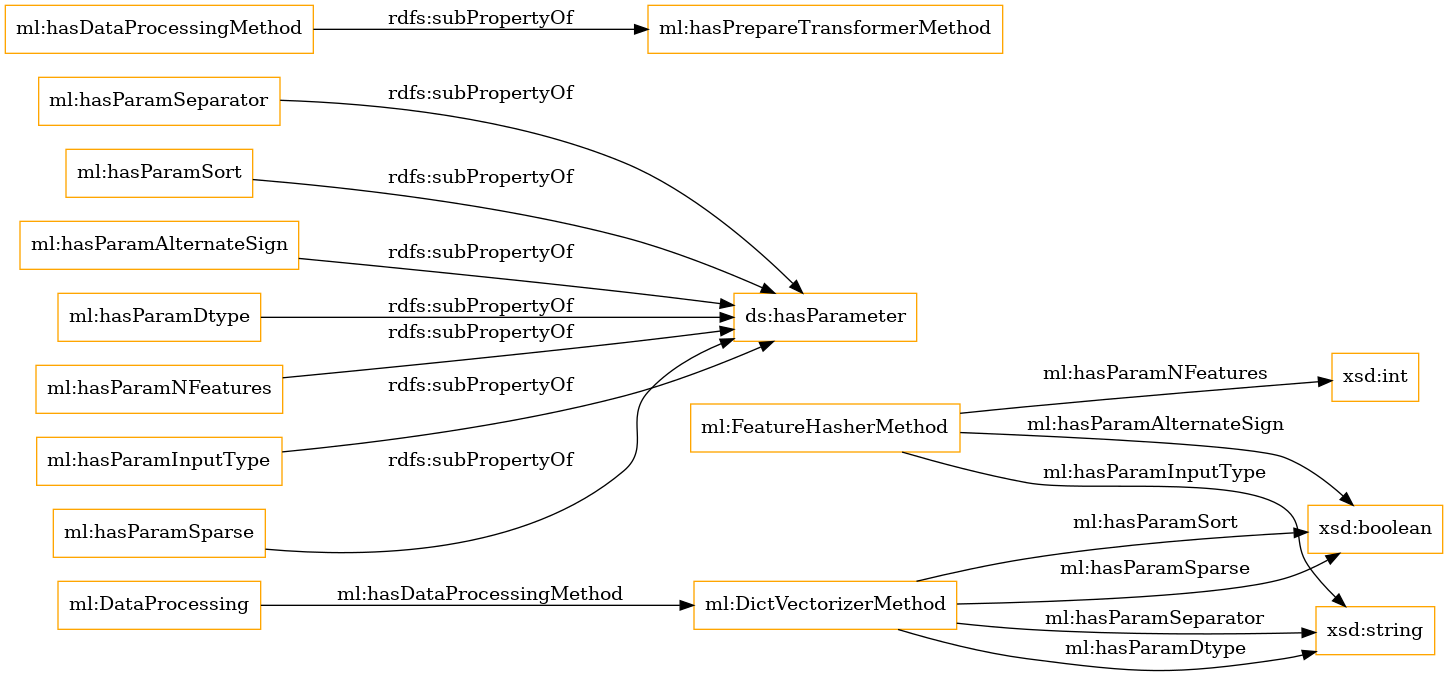 ml:hasDataProcessingMethod
rdfs:subPropertyOf
ml:hasPrepareTransformerMethod
ml:hasParamSeparator
rdfs:subPropertyOf
ml:hasParamSort
rdfs:subPropertyOf
ml:hasParamAlternateSign
rdfs:subPropertyOf
ml:hasParamDtype
rdfs:subPropertyOf
ds:hasParameter
rdfs:subPropertyOf
ml:hasParamNFeatures
rdfs:subPropertyOf
ml:hasParamInputType
rdfs:subPropertyOf
ml:hasParamSparse
ml:FeatureHasherMethod
ml:hasParamNFeatures
xsd:int
ml:hasParamAlternateSign
ml:hasParamInputType
ml:hasParamSort
xsd:boolean
ml:hasParamSparse
ml:DataProcessing
ml:hasDataProcessingMethod
ml:DictVectorizerMethod
ml:hasParamSeparator
xsd:string
ml:hasParamDtype